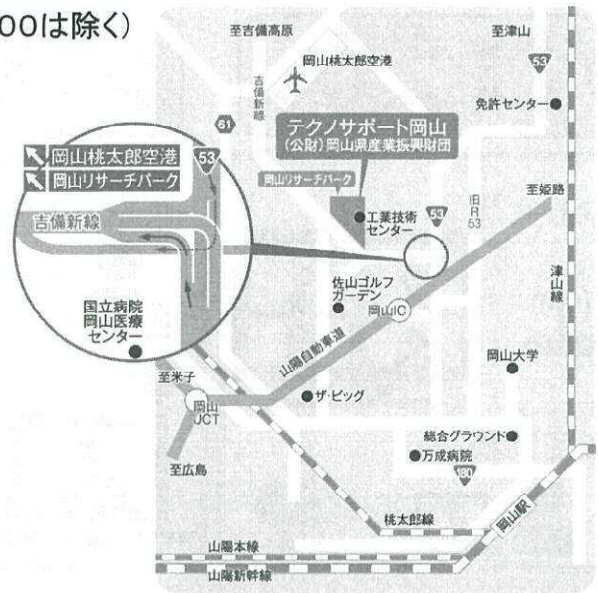 00は除く)
至吉備高原
至津山
岡山桃太郎空港
53
吉備新線
免許センター
61
テクノサポート岡山
(公財)岡山県産業振興財団
岡山桃太郎空港
53
岡山リサーチパーク
岡山リサーチパーク
至姫路
旧R53
53
工業技術
センター
吉備新線
津山線
佐山ゴルフ
ガーデン
岡山IC
国立病院
岡山医療
センター
山陽自動車道
岡山大学
至米子
ザ・ビッグ
岡山
JCT
総合グラウンド
万成病院
至広島
180
岡山駅
桃太郎線
山陽本線
山陽新幹線